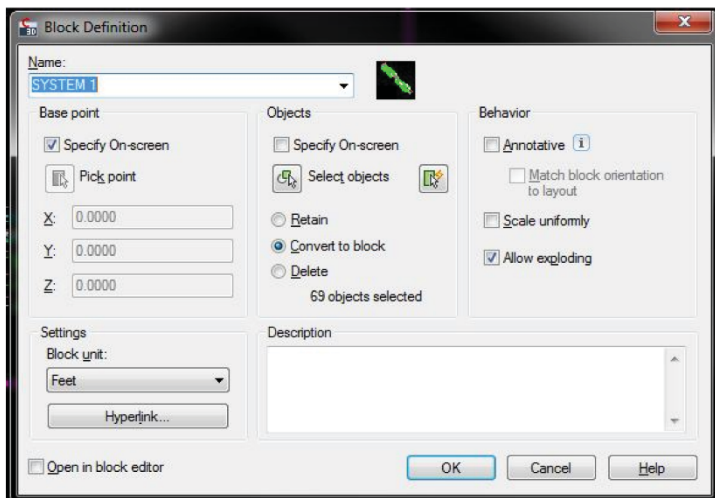 Block Definition
Name:
SYSTEM 1
Base point
Specify On-screen
Pick point
X: 0.0000
Y: 0.0000
Z: 0.0000
Objects
Specify On-screen
Select objects
Retain
Convert to block
Delete
69 objects selected
Behavior
Annotative
Match block orientation
to layout
Scale uniformly
Allow exploding
Settings
Block unit:
Feet
Hyperlink...
Description
Open in block editor
OK
Cancel
Help